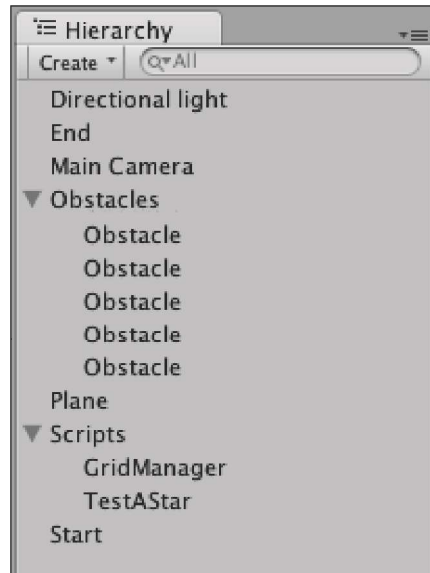 Hierarchy
Create All
Directional light
End
Main Camera
Obstacles
Obstacle
Obstacle
Obstacle
Obstacle
Obstacle
Plane
Scripts
GridManager
TestAStar
Start